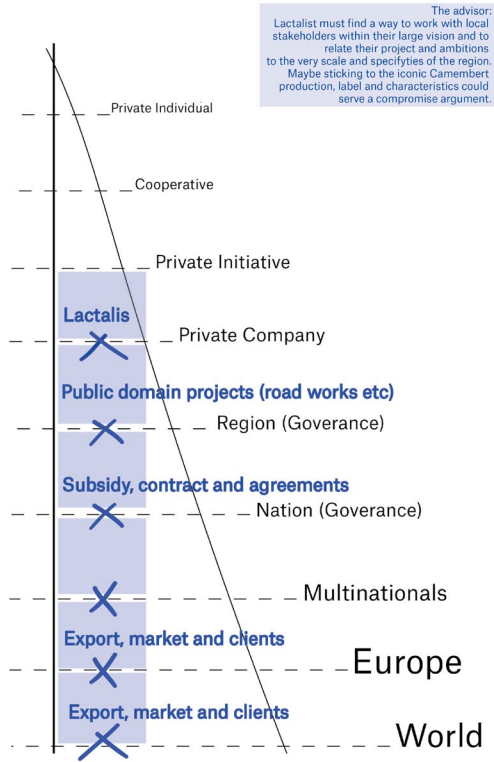 The advisor:
Lactalist must find a way to work with local
stakeholders within their large vision and to
relate their project and ambitions
to the very scale and specifyties of the region.
Maybe sticking to the iconic Camembert
production, label and characteristics could
serve a compromise argument.
Private Individual
Cooperative
Private Initiative
Lactalis
Private Company
Public domain projects (road works etc)
Region (Goverance)
Subsidy, contract and agreements
Nation (Goverance)
Multinationals
Export, market and clients
Europe
Export, market and clients
World